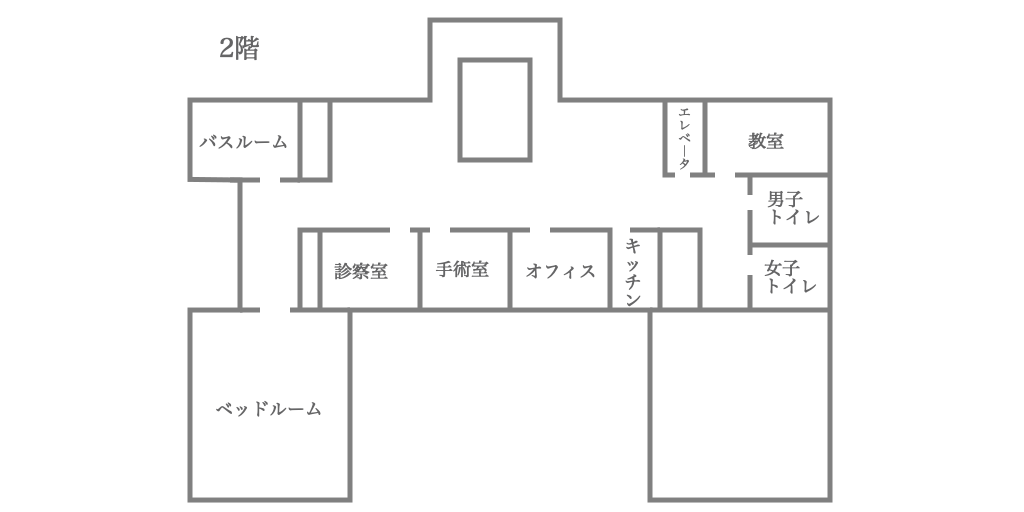 2階
バスルーム
エレベータ
教室
男子
トイレ
女子
トイレ
診察室
手術室
オフィス
キッチン
ベッドルーム